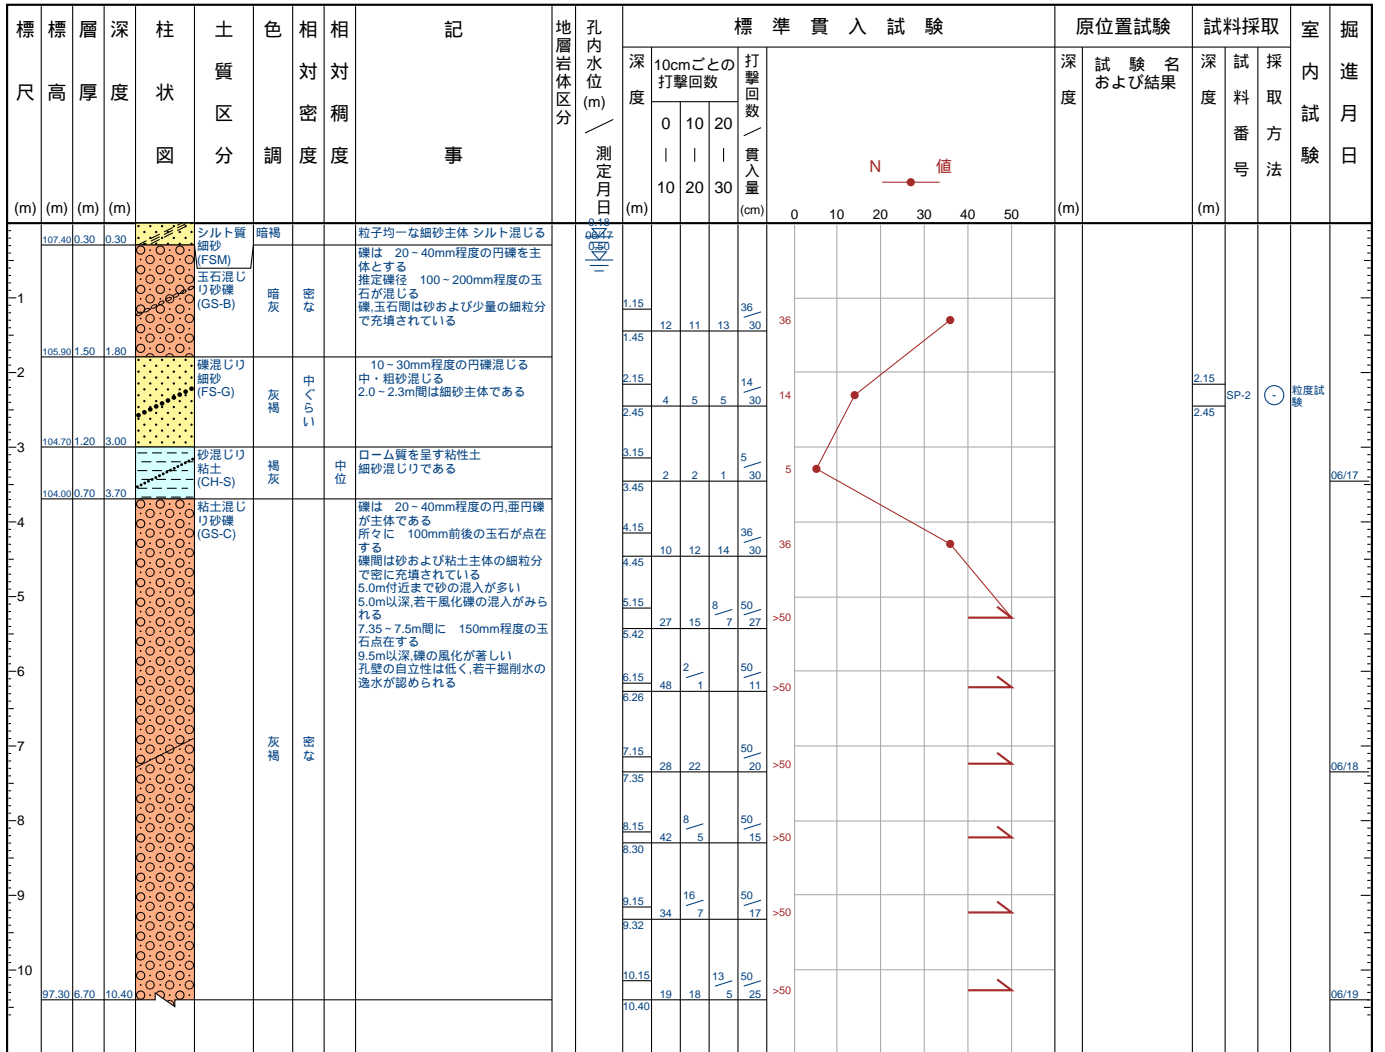 標尺(m)
標高(m)
層厚(m)
深度(m)
柱状図
土質区分
色調
相対密度
相対稠度
記事
地層岩体区分
孔内水位(m)／測定月日
標準貫入試験
深度(m)
10cmごとの
打撃回数
0 10 20
| | |
10 20 30
打撃回数／貫入量(cm)
N 値
0 10 20 30 40 50
原位置試験
深度(m)
試験名
および結果
試料採取
深度(m)
試料番号
採取方法
室内試験
掘進月日
107.40 0.30 0.30
シルト質
細砂
(FSM)
暗褐
粒子均一な細砂主体 シルト混じる
06/17
0.50
玉石混じ
り砂礫
(GS-B)
暗灰
密な
礫は 20~40mm程度の円礫を主
体とする
推定礫径 100~200mm程度の玉
石が混じる
礫,玉石間は砂および少量の細粒分
で充填されている
1
1.15
12 11 13 36/30
1.45
36
105.90 1.50 1.80
礫混じり
細砂
(FS-G)
灰褐
中ぐらい
10~30mm程度の円礫混じる
中・粗砂混じる
2.0~2.3m間は細砂主体である
2
2.15
4 5 5 14/30
2.45
14
2.15
2.45
SP-2
粒度試
験
104.70 1.20 3.00
3
砂混じり
粘土
(CH-S)
褐灰
中位
ローム質を呈す粘性土
細砂混じりである
3.15
2 2 1 5/30
3.45
5
06/17
104.00 0.70 3.70
粘土混じ
り砂礫
(GS-C)
灰褐
密な
礫は 20~40mm程度の円,亜円礫
が主体である
所々に 100mm前後の玉石が点在
する
礫間は砂および粘土主体の細粒分
で密に充填されている
5.0m付近まで砂の混入が多い
5.0m以深,若干風化礫の混入がみら
れる
7.35~7.5m間に 150mm程度の玉
石点在する
9.5m以深,礫の風化が著しい
孔壁の自立性は低く,若干掘削水の
逸水が認められる
4
4.15
10 12 14 36/30
4.45
36
5
5.15
27 15 8/7 50/27
5.42
>50
6
6.15
48 2/1 50/11
6.26
>50
7
7.15
28 22 50/20
7.35
>50
06/18
8
8.15
42 8/5 50/15
8.30
>50
9
9.15
34 16/7 50/17
9.32
>50
10
10.15
19 18 13/5 50/25
10.40
>50
97.30 6.70 10.40
06/19